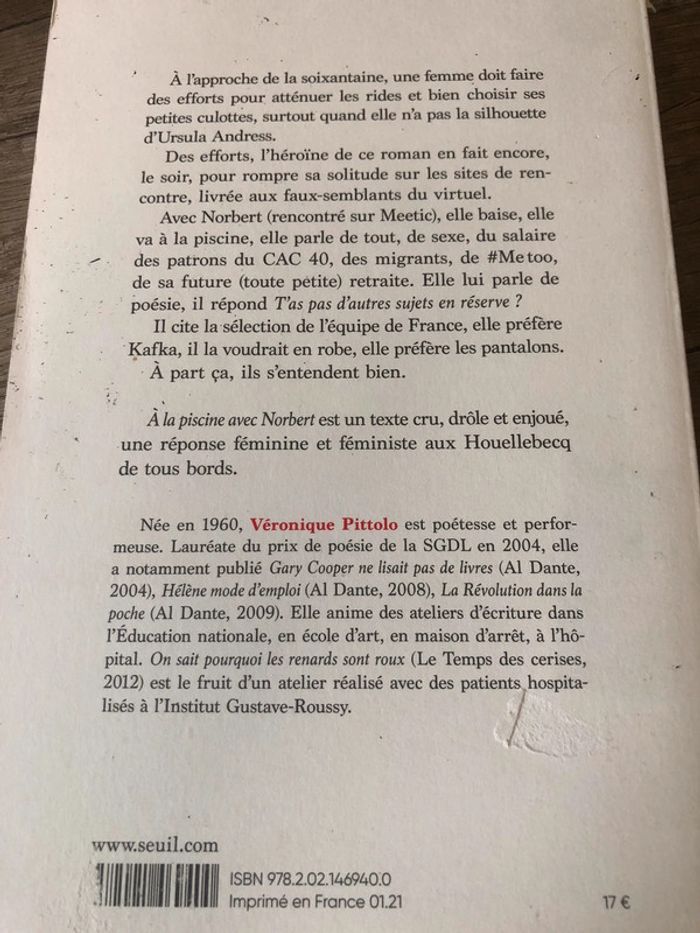 À l'approche de la soixantaine, une femme doit faire
des efforts pour atténuer les rides et bien choisir ses
petites culottes, surtout quand elle n'a pas la silhouette
d'Ursula Andress.
Des efforts, l'héroïne de ce roman en fait encore,
le soir, pour rompre sa solitude sur les sites de ren-
contre, livrée aux faux-semblants du virtuel.
Avec Norbert (rencontré sur Meetic), elle baise, elle
va à la piscine, elle parle de tout, de sexe, du salaire
des patrons du CAC 40, des migrants, de #Metoo,
de sa future (toute petite) retraite. Elle lui parle de
poésie, il répond T'as pas d'autres sujets en réserve ?
Il cite la sélection de l'équipe de France, elle préfère
Kafka, il la voudrait en robe, elle préfère les pantalons.
À part ça, ils s'entendent bien.
À la piscine avec Norbert est un texte cru, drôle et enjoué,
une réponse féminine et féministe aux Houellebecq
de tous bords.
Née en 1960, Véronique Pittolo est poétesse et perfor-
meuse. Lauréate du prix de poésie de la SGDL en 2004, elle
a notamment publié Gary Cooper ne lisait pas de livres (Al Dante,
2004), Hélène mode d'emploi (Al Dante, 2008), La Révolution dans la
poche (Al Dante, 2009). Elle anime des ateliers d'écriture dans
l'Éducation nationale, en école d'art, en maison d'arrêt, à l'hô-
pital. On sait pourquoi les renards sont roux (Le Temps des cerises,
2012) est le fruit d'un atelier réalisé avec des patients hospita-
lisés à l'Institut Gustave-Roussy.
www.seuil.com
ISBN 978.2.02.146940.0
Imprimé en France 01.21
17 €